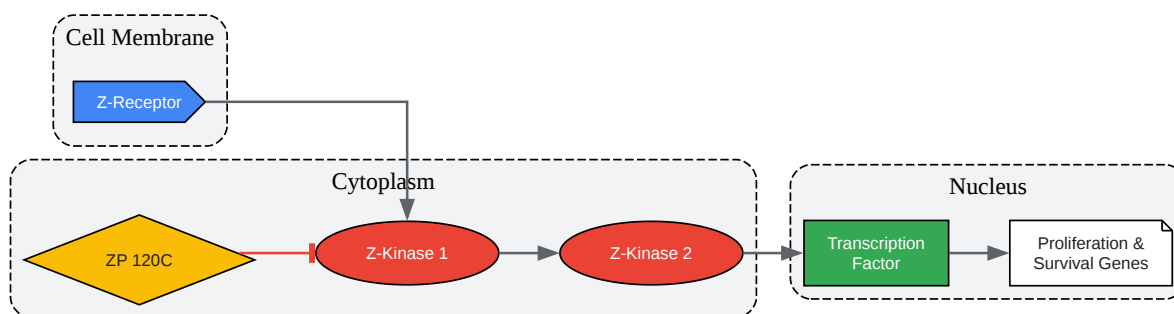 Cell Membrane
Z-Receptor
Cytoplasm
ZP 120C
Z-Kinase 1
Z-Kinase 2
Nucleus
Transcription
Factor
Proliferation &
Survival Genes